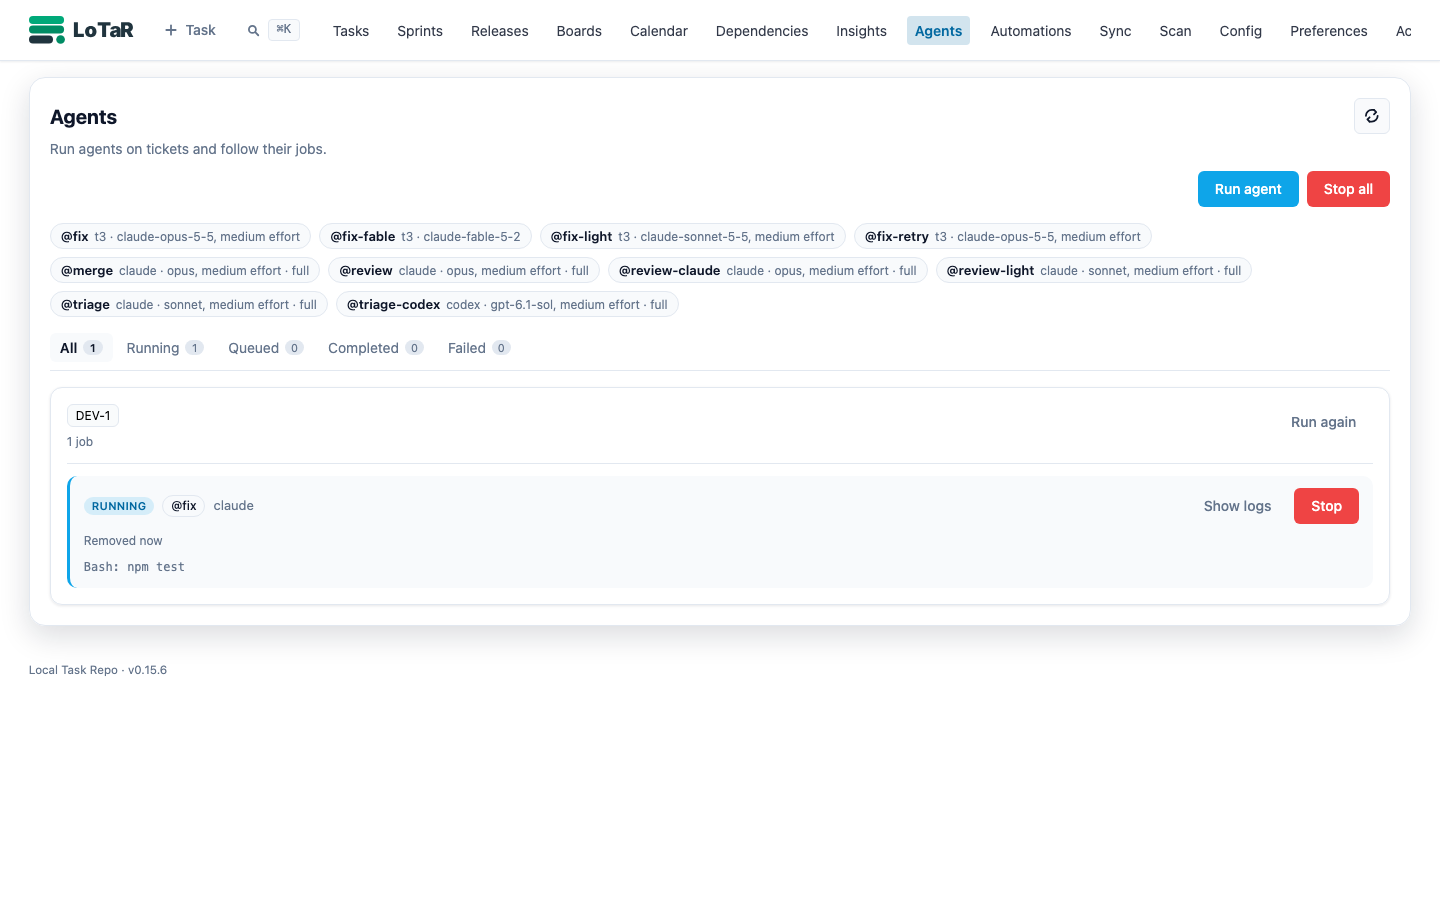 LoTaR
+ Task
⌘K
Tasks Sprints Releases Boards Calendar Dependencies Insights Agents Automations Sync Scan Config Preferences Ac
Agents
Run agents on tickets and follow their jobs.
Run agent Stop all
@fix t3 · claude-opus-5-5, medium effort @fix-fable t3 · claude-fable-5-2 @fix-light t3 · claude-sonnet-5-5, medium effort @fix-retry t3 · claude-opus-5-5, medium effort
@merge claude · opus, medium effort · full @review claude · opus, medium effort · full @review-claude claude · opus, medium effort · full @review-light claude · sonnet, medium effort · full
@triage claude · sonnet, medium effort · full @triage-codex codex · gpt-6.1-sol, medium effort · full
All 1 Running 1 Queued 0 Completed 0 Failed 0
DEV-1
Run again
1 job
RUNNING @fix claude Show logs Stop
Removed now
Bash: npm test
Local Task Repo · v0.15.6